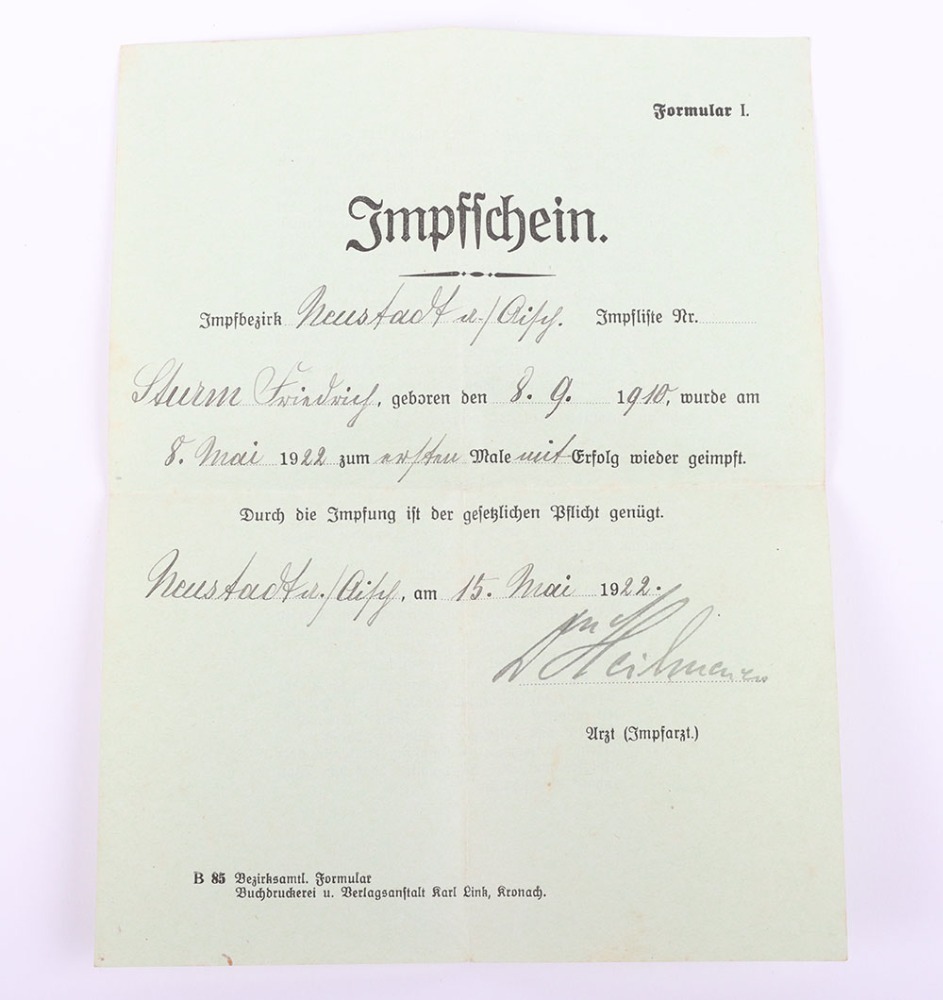 Formular I.
Impfschein.
Impfbezirk Neustadt a./Aisch. Impfliste Nr.
Sturm Friedrich, geboren den 8. 9. 1910, wurde am
8. Mai 1922 zum ersten Male mit Erfolg wieder geimpft.
Durch die Impfung ist der gesetzlichen Pflicht genügt.
Neustadt a./Aisch, am 15. Mai 1922.
Dr Heilmann
Arzt (Impfarzt.)
B 85 Bezirksamtl. Formular
Buchdruckerei u. Verlagsanstalt Karl Link, Kronach.